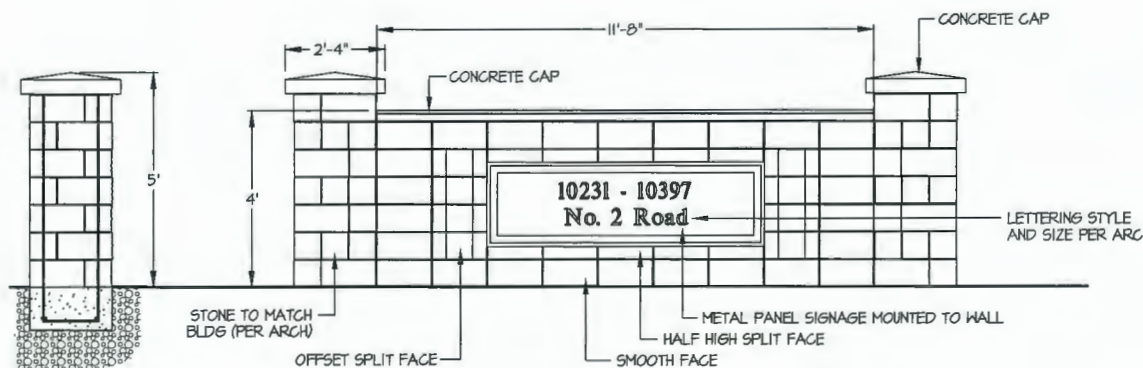 11'-8"
CONCRETE CAP
2'-4"
CONCRETE CAP
5'
4'
10231 - 10397
No. 2 Road
LETTERING STYLE
AND SIZE PER ARC
STONE TO MATCH
BLDG (PER ARCH)
METAL PANEL SIGNAGE MOUNTED TO WALL
HALF HIGH SPLIT FACE
OFFSET SPLIT FACE
SMOOTH FACE